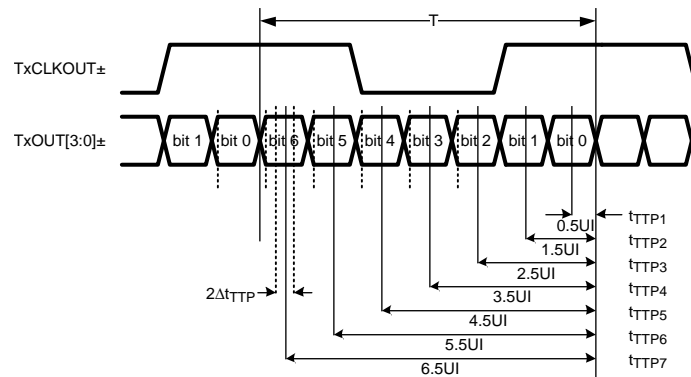 T
TxCLKOUT±
TxOUT[3:0]±
bit 1 bit 0 bit 6 bit 5 bit 4 bit 3 bit 2 bit 1 bit 0
tTTP1
0.5UI
tTTP2
1.5UI
tTTP3
2.5UI
2ΔtTTP
tTTP4
3.5UI
tTTP5
4.5UI
tTTP6
5.5UI
tTTP7
6.5UI